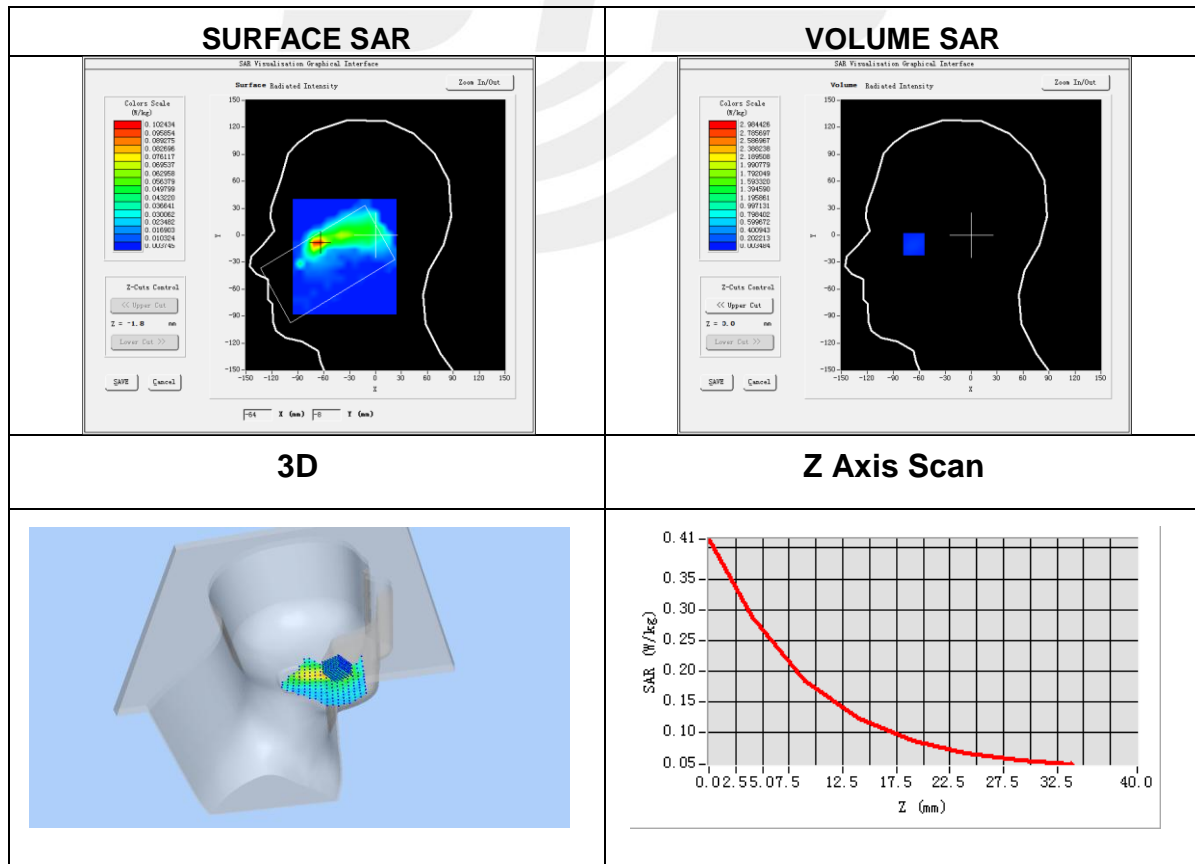 SURFACE SAR
VOLUME SAR
SAR Visualisation Graphical Interface
Surface Radiated Intensity
Zoom In/Out
Colors Scale
(W/kg)
0.102434
0.095854
0.089275
0.082696
0.076117
0.069537
0.062958
0.056379
0.049799
0.043220
0.036641
0.030062
0.023482
0.016903
0.010324
0.003745
Z-Cuts Control
<< Upper Cut
Z = -1.8 mm
Lower Cut >>
SAVE Cancel
150
120
90
60
30
0
-30
-60
-90
-120
-150
Y
-150 -120 -90 -60 -30 0 30 60 90 120 150
X
-64 X (mm) -8 Y (mm)
SAR Visualisation Graphical Interface
Volume Radiated Intensity
Zoom In/Out
Colors Scale
(W/kg)
2.984426
2.785697
2.586967
2.388238
2.189508
1.990779
1.792049
1.593320
1.394590
1.195861
0.997131
0.798402
0.599672
0.400943
0.202213
0.003484
Z-Cuts Control
<< Upper Cut
Z = 0.0 mm
Lower Cut >>
SAVE Cancel
150
120
90
60
30
0
-30
-60
-90
-120
-150
Y
-150 -120 -90 -60 -30 0 30 60 90 120 150
X
3D
Z Axis Scan
0.41
0.35
0.30
0.25
0.20
0.15
0.10
0.05
SAR (W/kg)
0.0 2.5 5.0 7.5 12.5 17.5 22.5 27.5 32.5 40.0
Z (mm)